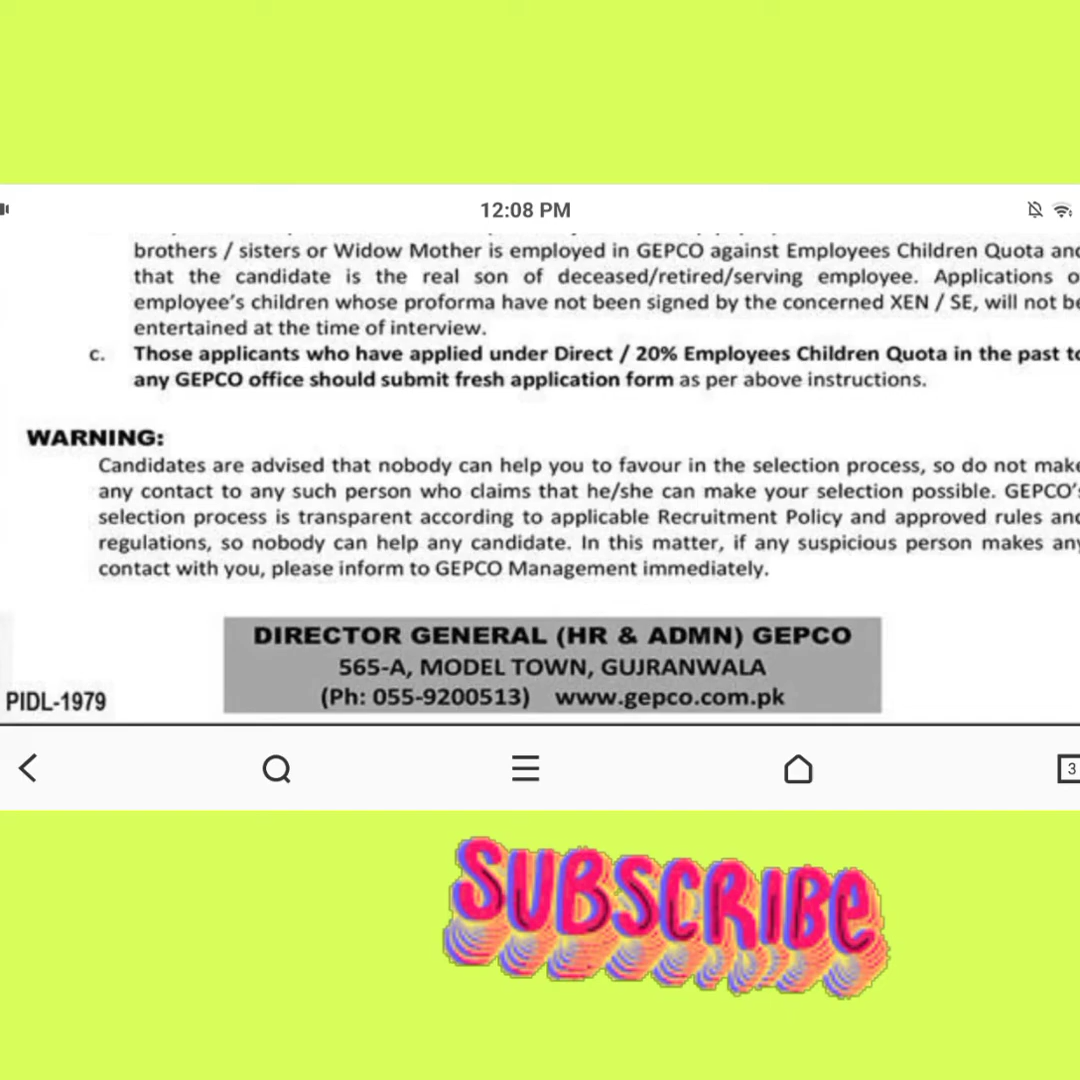 12:08 PM
brothers / sisters or Widow Mother is employed in GEPCO against Employees Children Quota and
that the candidate is the real son of deceased/retired/serving employee. Applications o
employee's children whose proforma have not been signed by the concerned XEN / SE, will not be
entertained at the time of interview.
c. Those applicants who have applied under Direct / 20% Employees Children Quota in the past to
any GEPCO office should submit fresh application form as per above instructions.
WARNING:
Candidates are advised that nobody can help you to favour in the selection process, so do not make
any contact to any such person who claims that he/she can make your selection possible. GEPCO's
selection process is transparent according to applicable Recruitment Policy and approved rules and
regulations, so nobody can help any candidate. In this matter, if any suspicious person makes any
contact with you, please inform to GEPCO Management immediately.
DIRECTOR GENERAL (HR & ADMN) GEPCO
565-A, MODEL TOWN, GUJRANWALA
(Ph: 055-9200513) www.gepco.com.pk
PIDL-1979
3
SUBSCRIBE